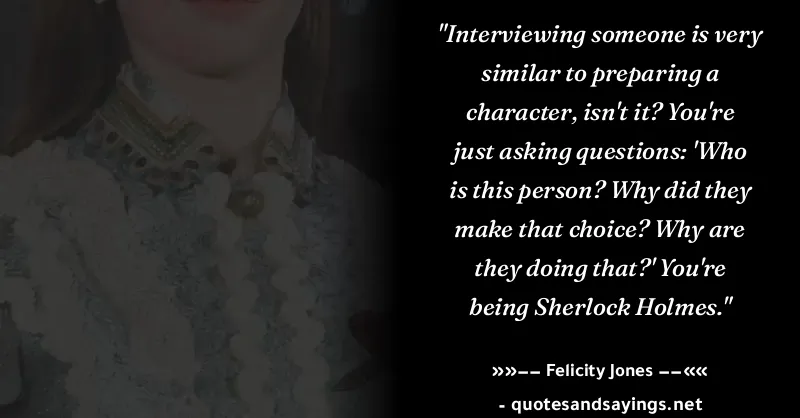 "Interviewing someone is very
similar to preparing a
character, isn't it? You're
just asking questions: 'Who
is this person? Why did they
make that choice? Why are
they doing that?' You're
being Sherlock Holmes."
»»—— Felicity Jones ——««
- quotesandsayings.net